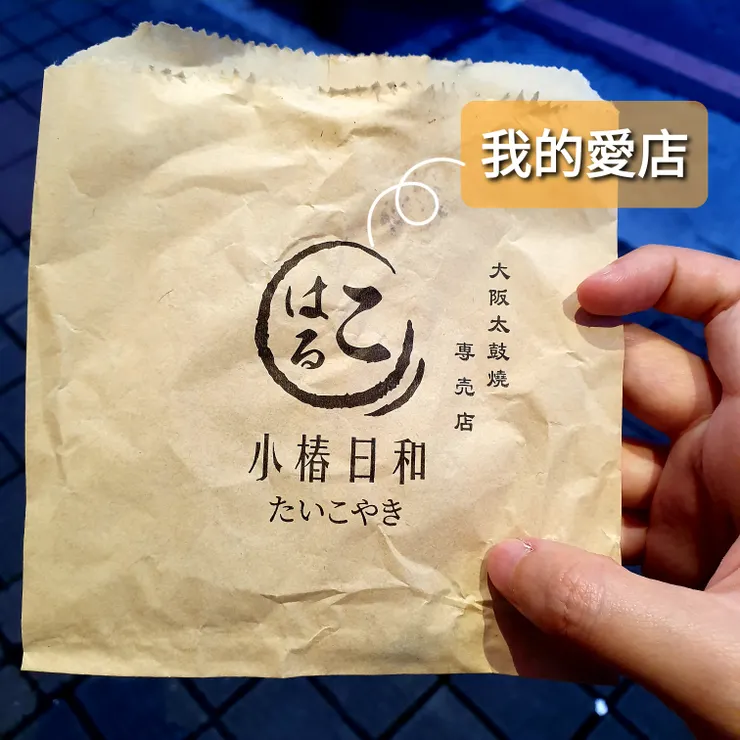 我的愛店
大阪太鼓燒
専売店
こ
はる
小椿日和
たいこやき